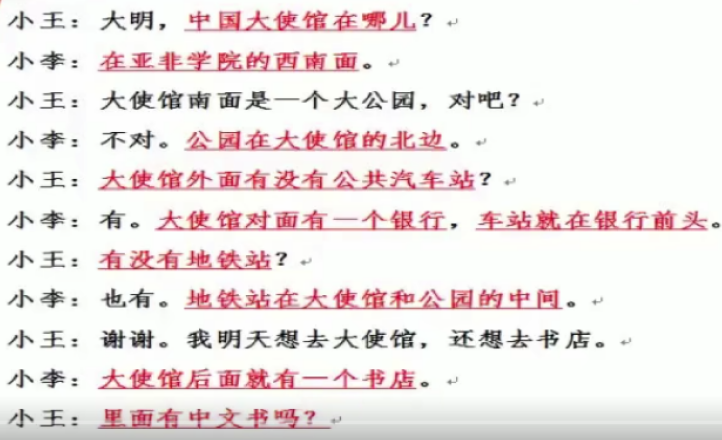 小王：大明，中国大使馆在哪儿？
小李：在亚非学院的西南面。
小王：大使馆南面是一个大公园，对吧？
小李：不对。公园在大使馆的北边。
小王：大使馆外面有没有公共汽车站？
小李：有。大使馆对面有一个银行，车站就在银行前头。
小王：有没有地铁站？
小李：也有。地铁站在大使馆和公园的中间。
小王：谢谢。我明天想去大使馆，还想去书店。
小李：大使馆后面就有一个书店。
小王：里面有中文书吗？